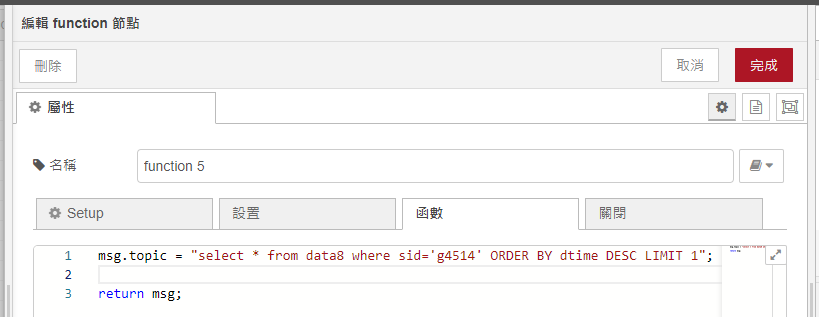 編輯 function 節點
刪除
取消
完成
屬性
名稱
function 5
Setup
設置
函數
關閉
1 msg.topic = "select * from data8 where sid='g4514' ORDER BY dtime DESC LIMIT 1";
2
3 return msg;